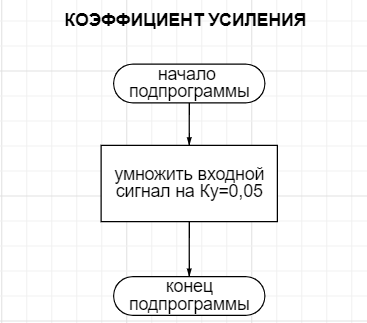 КОЭФФИЦИЕНТ УСИЛЕНИЯ
начало
подпрограммы
умножить входной
сигнал на Ку=0,05
конец
подпрограммы